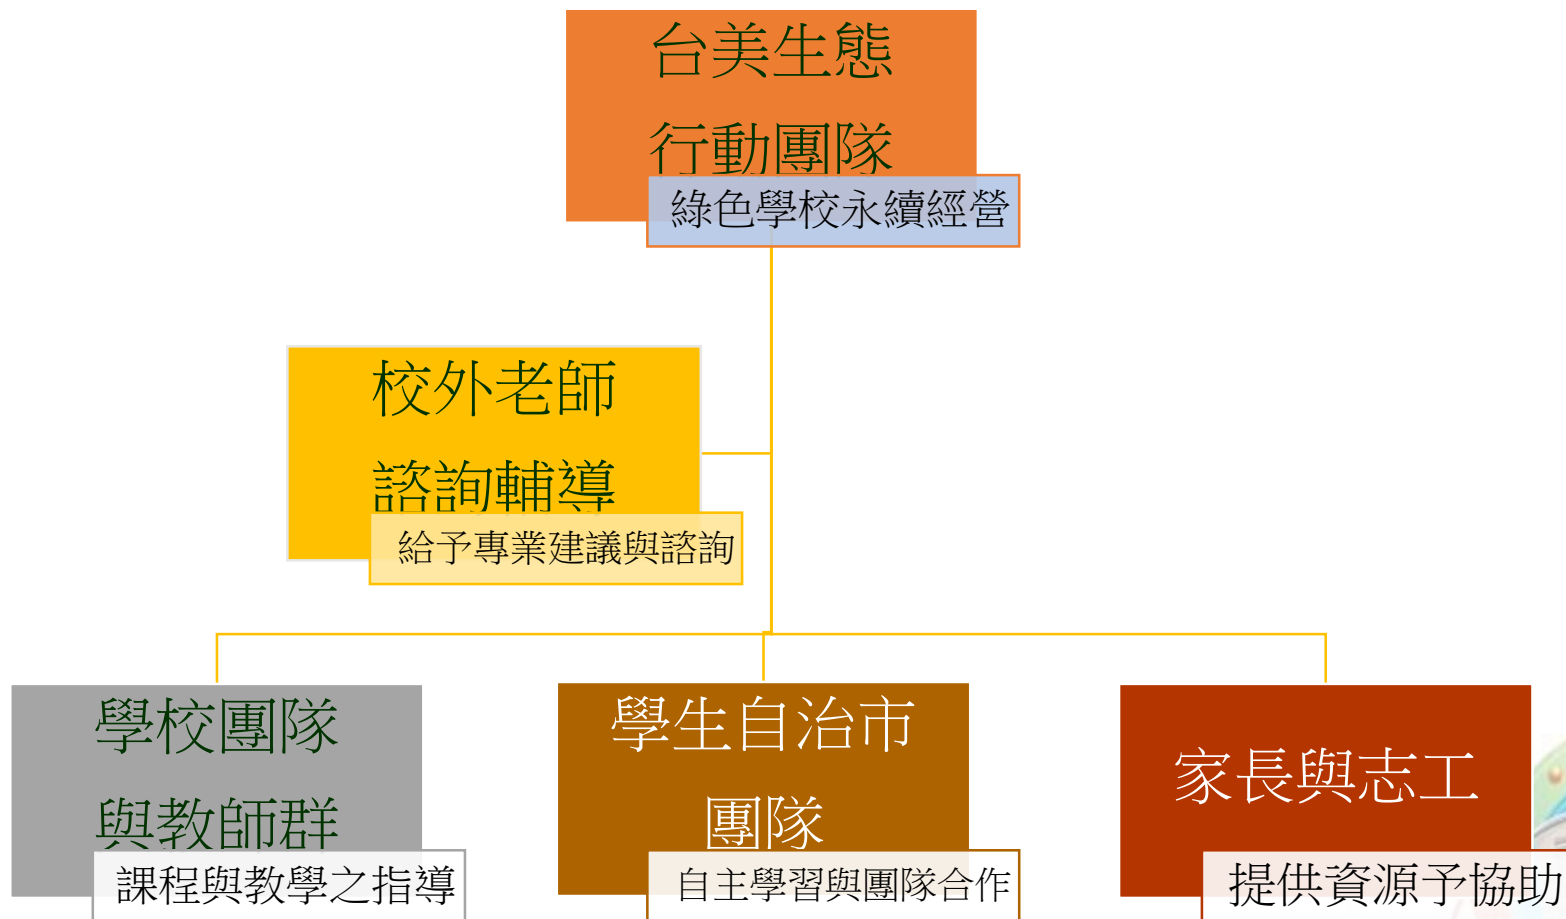 台美生態
行動團隊
綠色學校永續經營
校外老師
諮詢輔導
給予專業建議與諮詢
學校團隊
與教師群
課程與教學之指導
學生自治市
團隊
自主學習與團隊合作
家長與志工
提供資源予協助